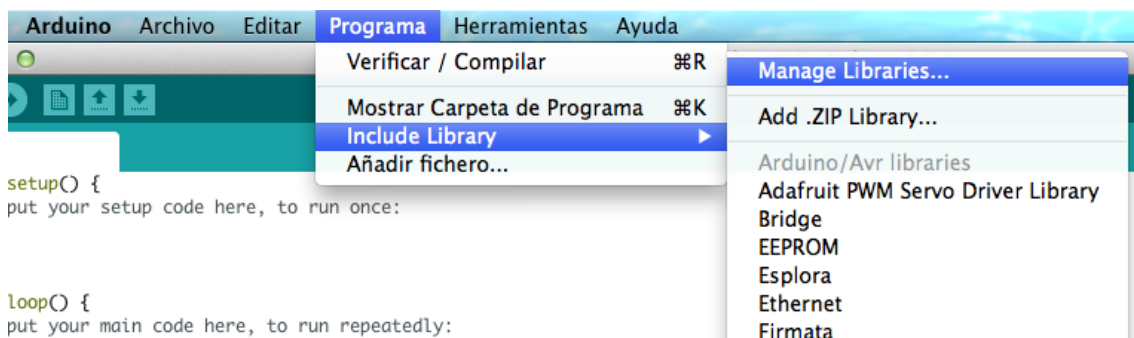 Arduino Archivo Editar Programa Herramientas Ayuda
Verificar / Compilar ⌘R
Mostrar Carpeta de Programa ⌘K
Include Library
Añadir fichero...
Manage Libraries...
Add .ZIP Library...
Arduino/Avr libraries
Adafruit PWM Servo Driver Library
Bridge
EEPROM
Esplora
Ethernet
Firmata
setup() {
put your setup code here, to run once:
loop() {
put your main code here, to run repeatedly: